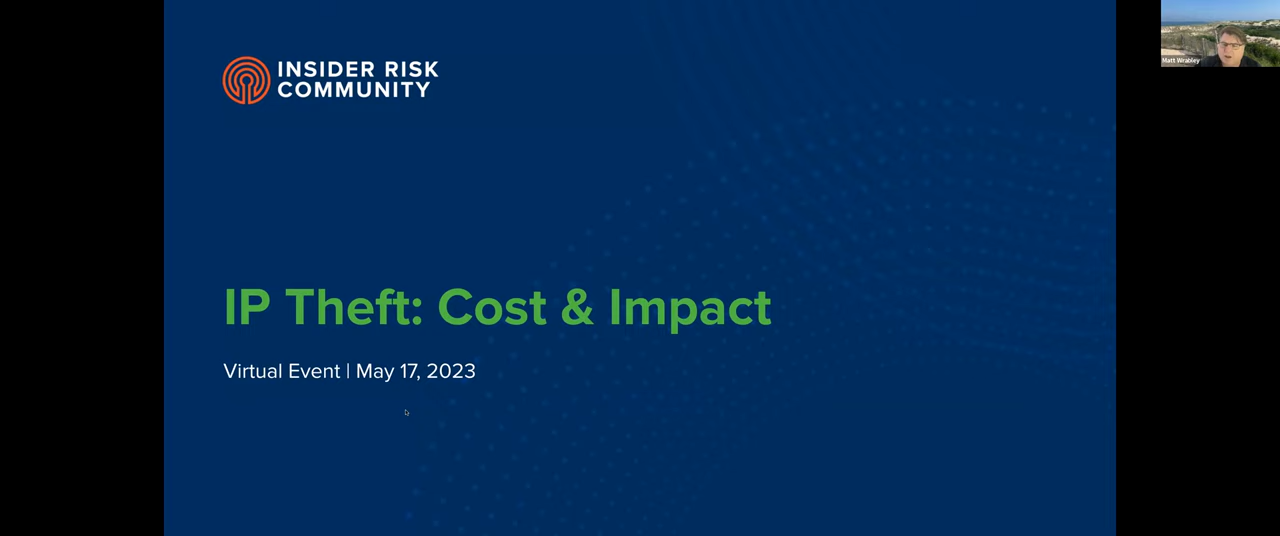 INSIDER RISK
COMMUNITY
IP Theft: Cost & Impact
Virtual Event | May 17, 2023
Matt Wrabley